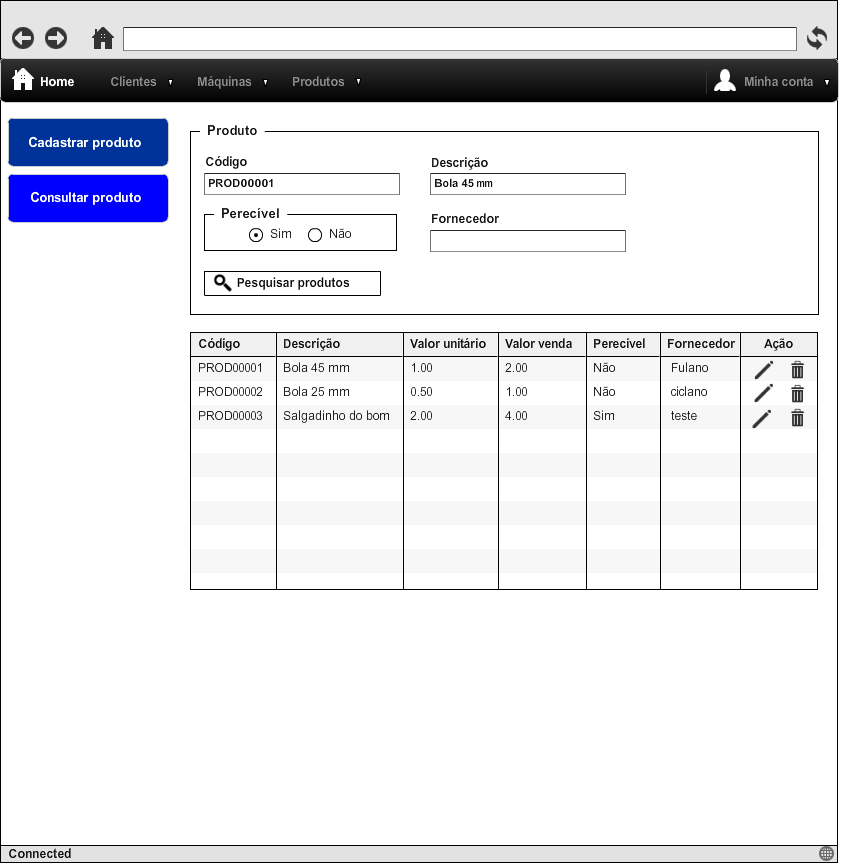 Home Clientes Máquinas Produtos Minha conta
Cadastrar produto
Consultar produto
Produto
Código Descrição
PROD00001 Bola 45 mm
Perecível Fornecedor
Sim Não
Pesquisar produtos
Código Descrição Valor unitário Valor venda Perecivel Fornecedor Ação
PROD00001 Bola 45 mm 1.00 2.00 Não Fulano
PROD00002 Bola 25 mm 0.50 1.00 Não ciclano
PROD00003 Salgadinho do bom 2.00 4.00 Sim teste
Connected